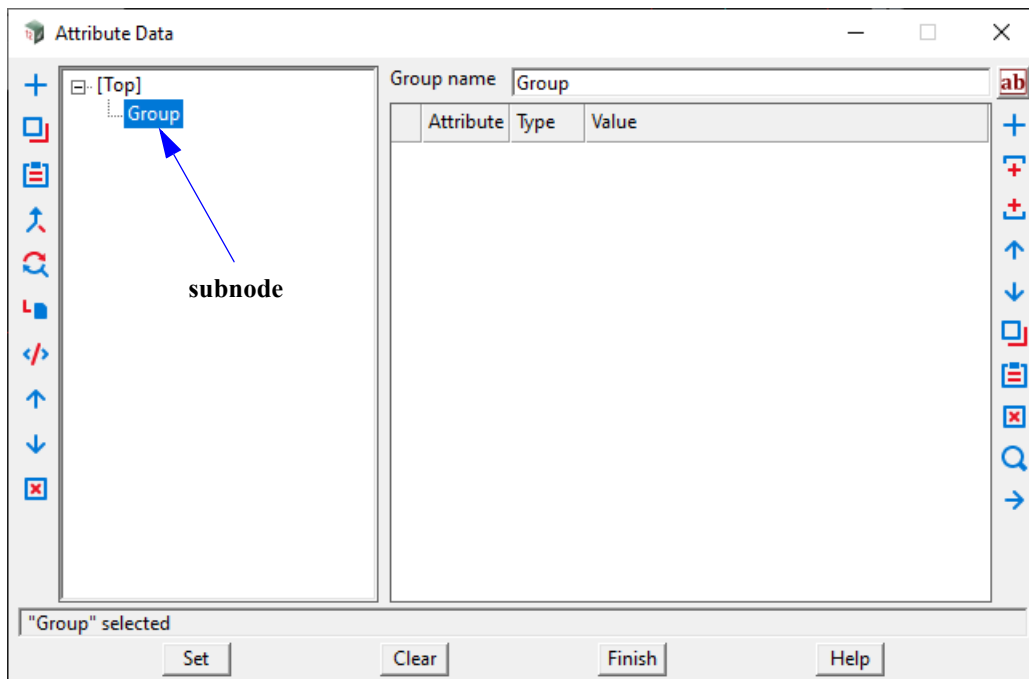 Attribute Data
[Top]
Group
subnode
Group name Group
ab
Attribute Type Value
"Group" selected
Set Clear Finish Help